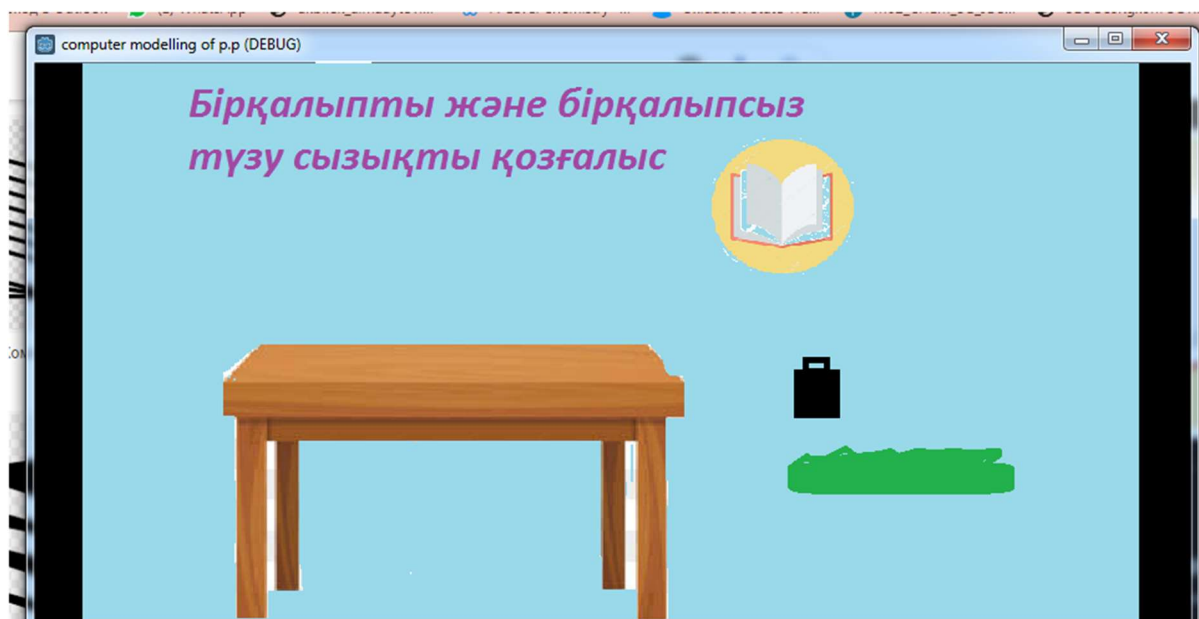 computer modelling of p.p (DEBUG)
Бірқалыпты және бірқалыпсыз
түзу сызықты қозғалыс